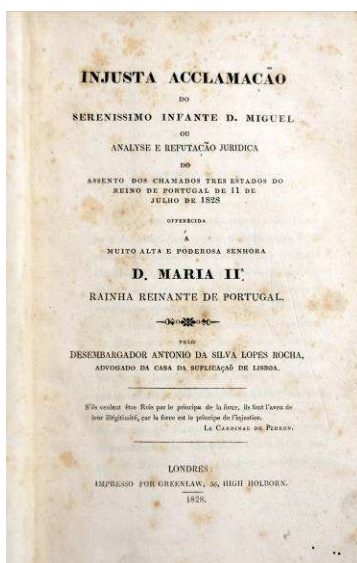 INJUSTA ACCLAMACÃO
DO
SERENISSIMO INFANTE D. MIGUEL
OU
ANALYSE E REFUTAÇÃO JURIDICA
DO
ASSENTO DOS CHAMADOS TRES ESTADOS DO
REINO DE PORTUGAL DE 11 DE
JULHO DE 1828
OFFERECIDA
Á
MUITO ALTA E PODEROSA SENHORA
D. MARIA IIª.
RAINHA REINANTE DE PORTUGAL.
PELO
DESEMBARGADOR ANTONIO DA SILVA LOPES ROCHA,
ADVOGADO DA CASA DA SUPLICAÇAÕ DE LISBOA.
S'ils veulent être Rois par le principe de la force, ils font l'aveu de
leur illégitimité, car la force est le principe de l'injustice.
LE CARDINAL DE PERRON.
LONDRES:
IMPRESSO POR GREENLAW, 36, HIGH HOLBORN.
1828.